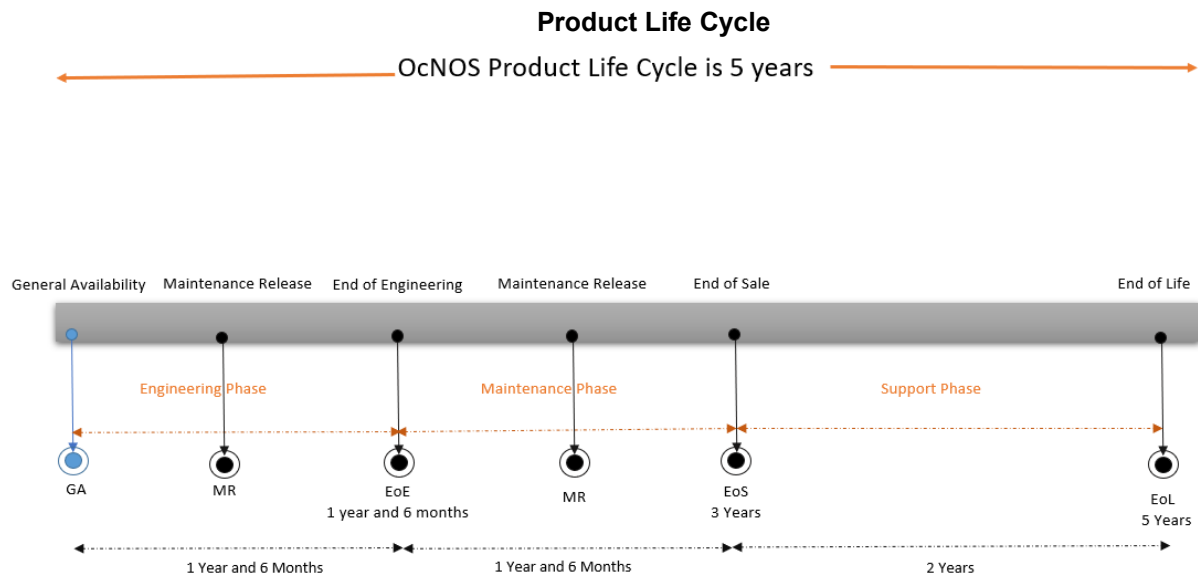 Product Life Cycle
OcNOS Product Life Cycle is 5 years
General Availability
Maintenance Release
End of Engineering
Maintenance Release
End of Sale
End of Life
Engineering Phase
Maintenance Phase
Support Phase
GA
MR
EoE
1 year and 6 months
MR
EoS
3 Years
EoL
5 Years
1 Year and 6 Months
1 Year and 6 Months
2 Years